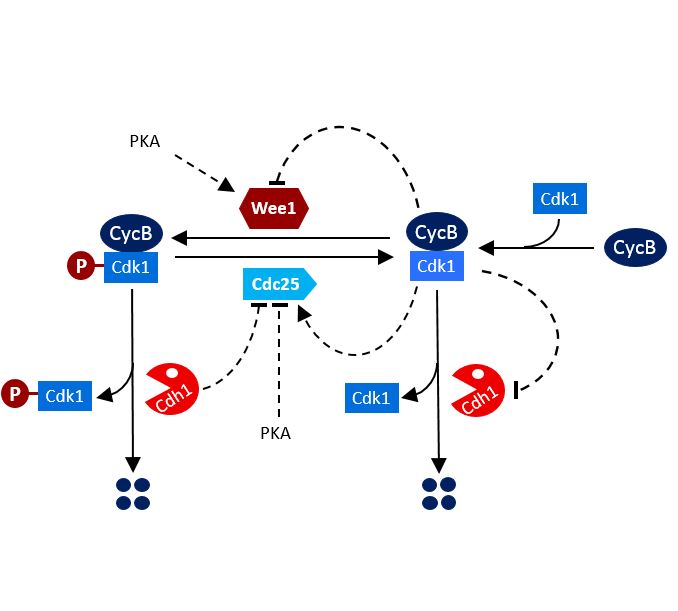 PKA
Cdk1
Wee1
CycB
CycB
CycB
P
Cdk1
Cdk1
Cdc25
P
Cdk1
Cdh1
Cdk1
Cdh1
PKA